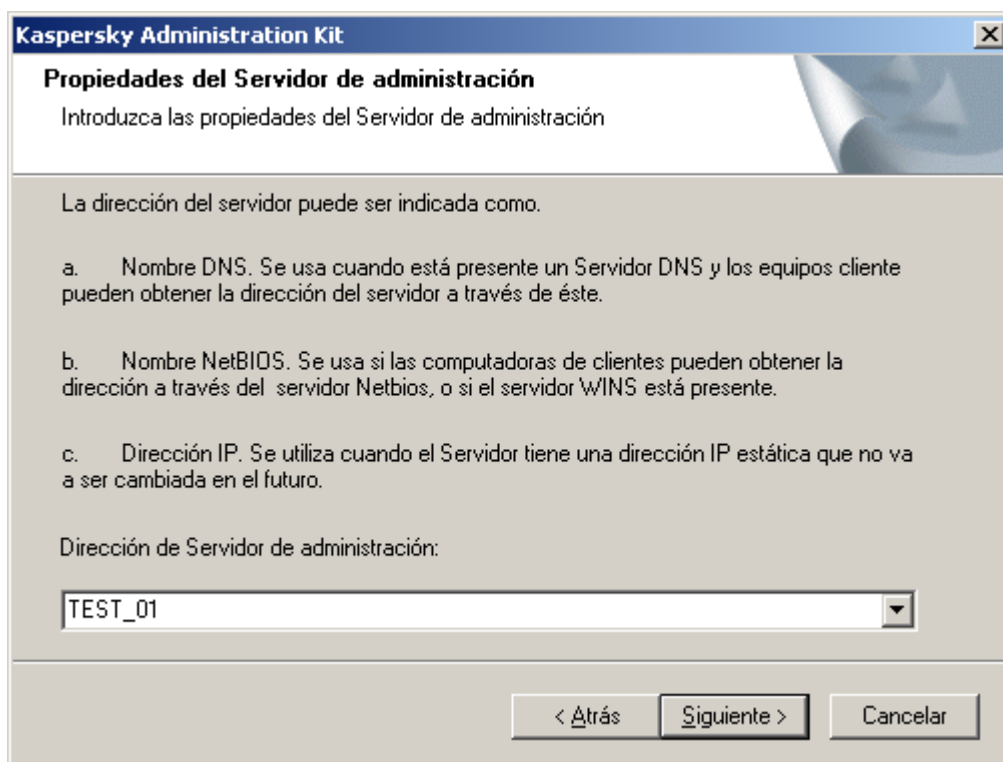 Kaspersky Administration Kit
Propiedades del Servidor de administración
Introduzca las propiedades del Servidor de administración
La dirección del servidor puede ser indicada como.
a. Nombre DNS. Se usa cuando está presente un Servidor DNS y los equipos cliente
pueden obtener la dirección del servidor a través de éste.
b. Nombre NetBIOS. Se usa si las computadoras de clientes pueden obtener la
dirección a través del servidor Netbios, o si el servidor WINS está presente.
c. Dirección IP. Se utiliza cuando el Servidor tiene una dirección IP estática que no va
a ser cambiada en el futuro.
Dirección de Servidor de administración:
TEST_01
< Atrás Siguiente > Cancelar